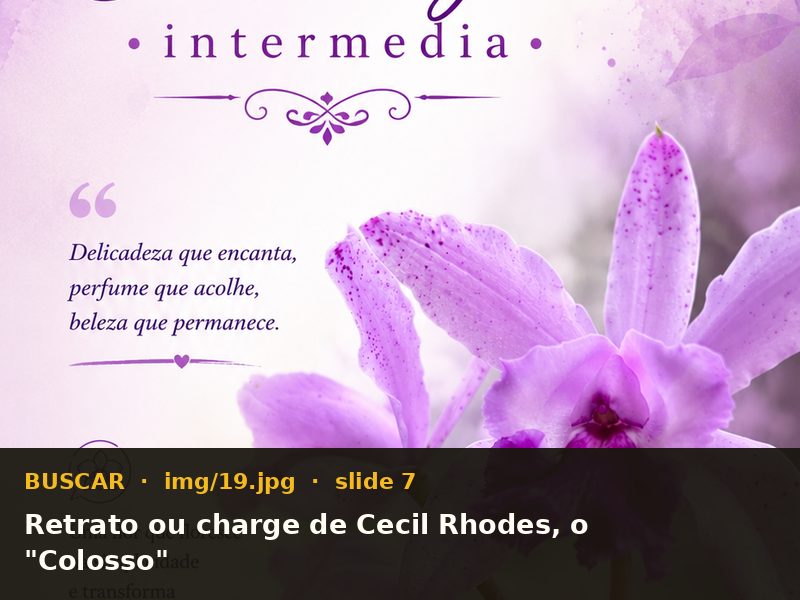 • intermedia •
“
Delicadeza que encanta,
perfume que acolhe,
beleza que permanece.
BUSCAR · img/19.jpg · slide 7
Retrato ou charge de Cecil Rhodes, o
"Colosso"
e transforma